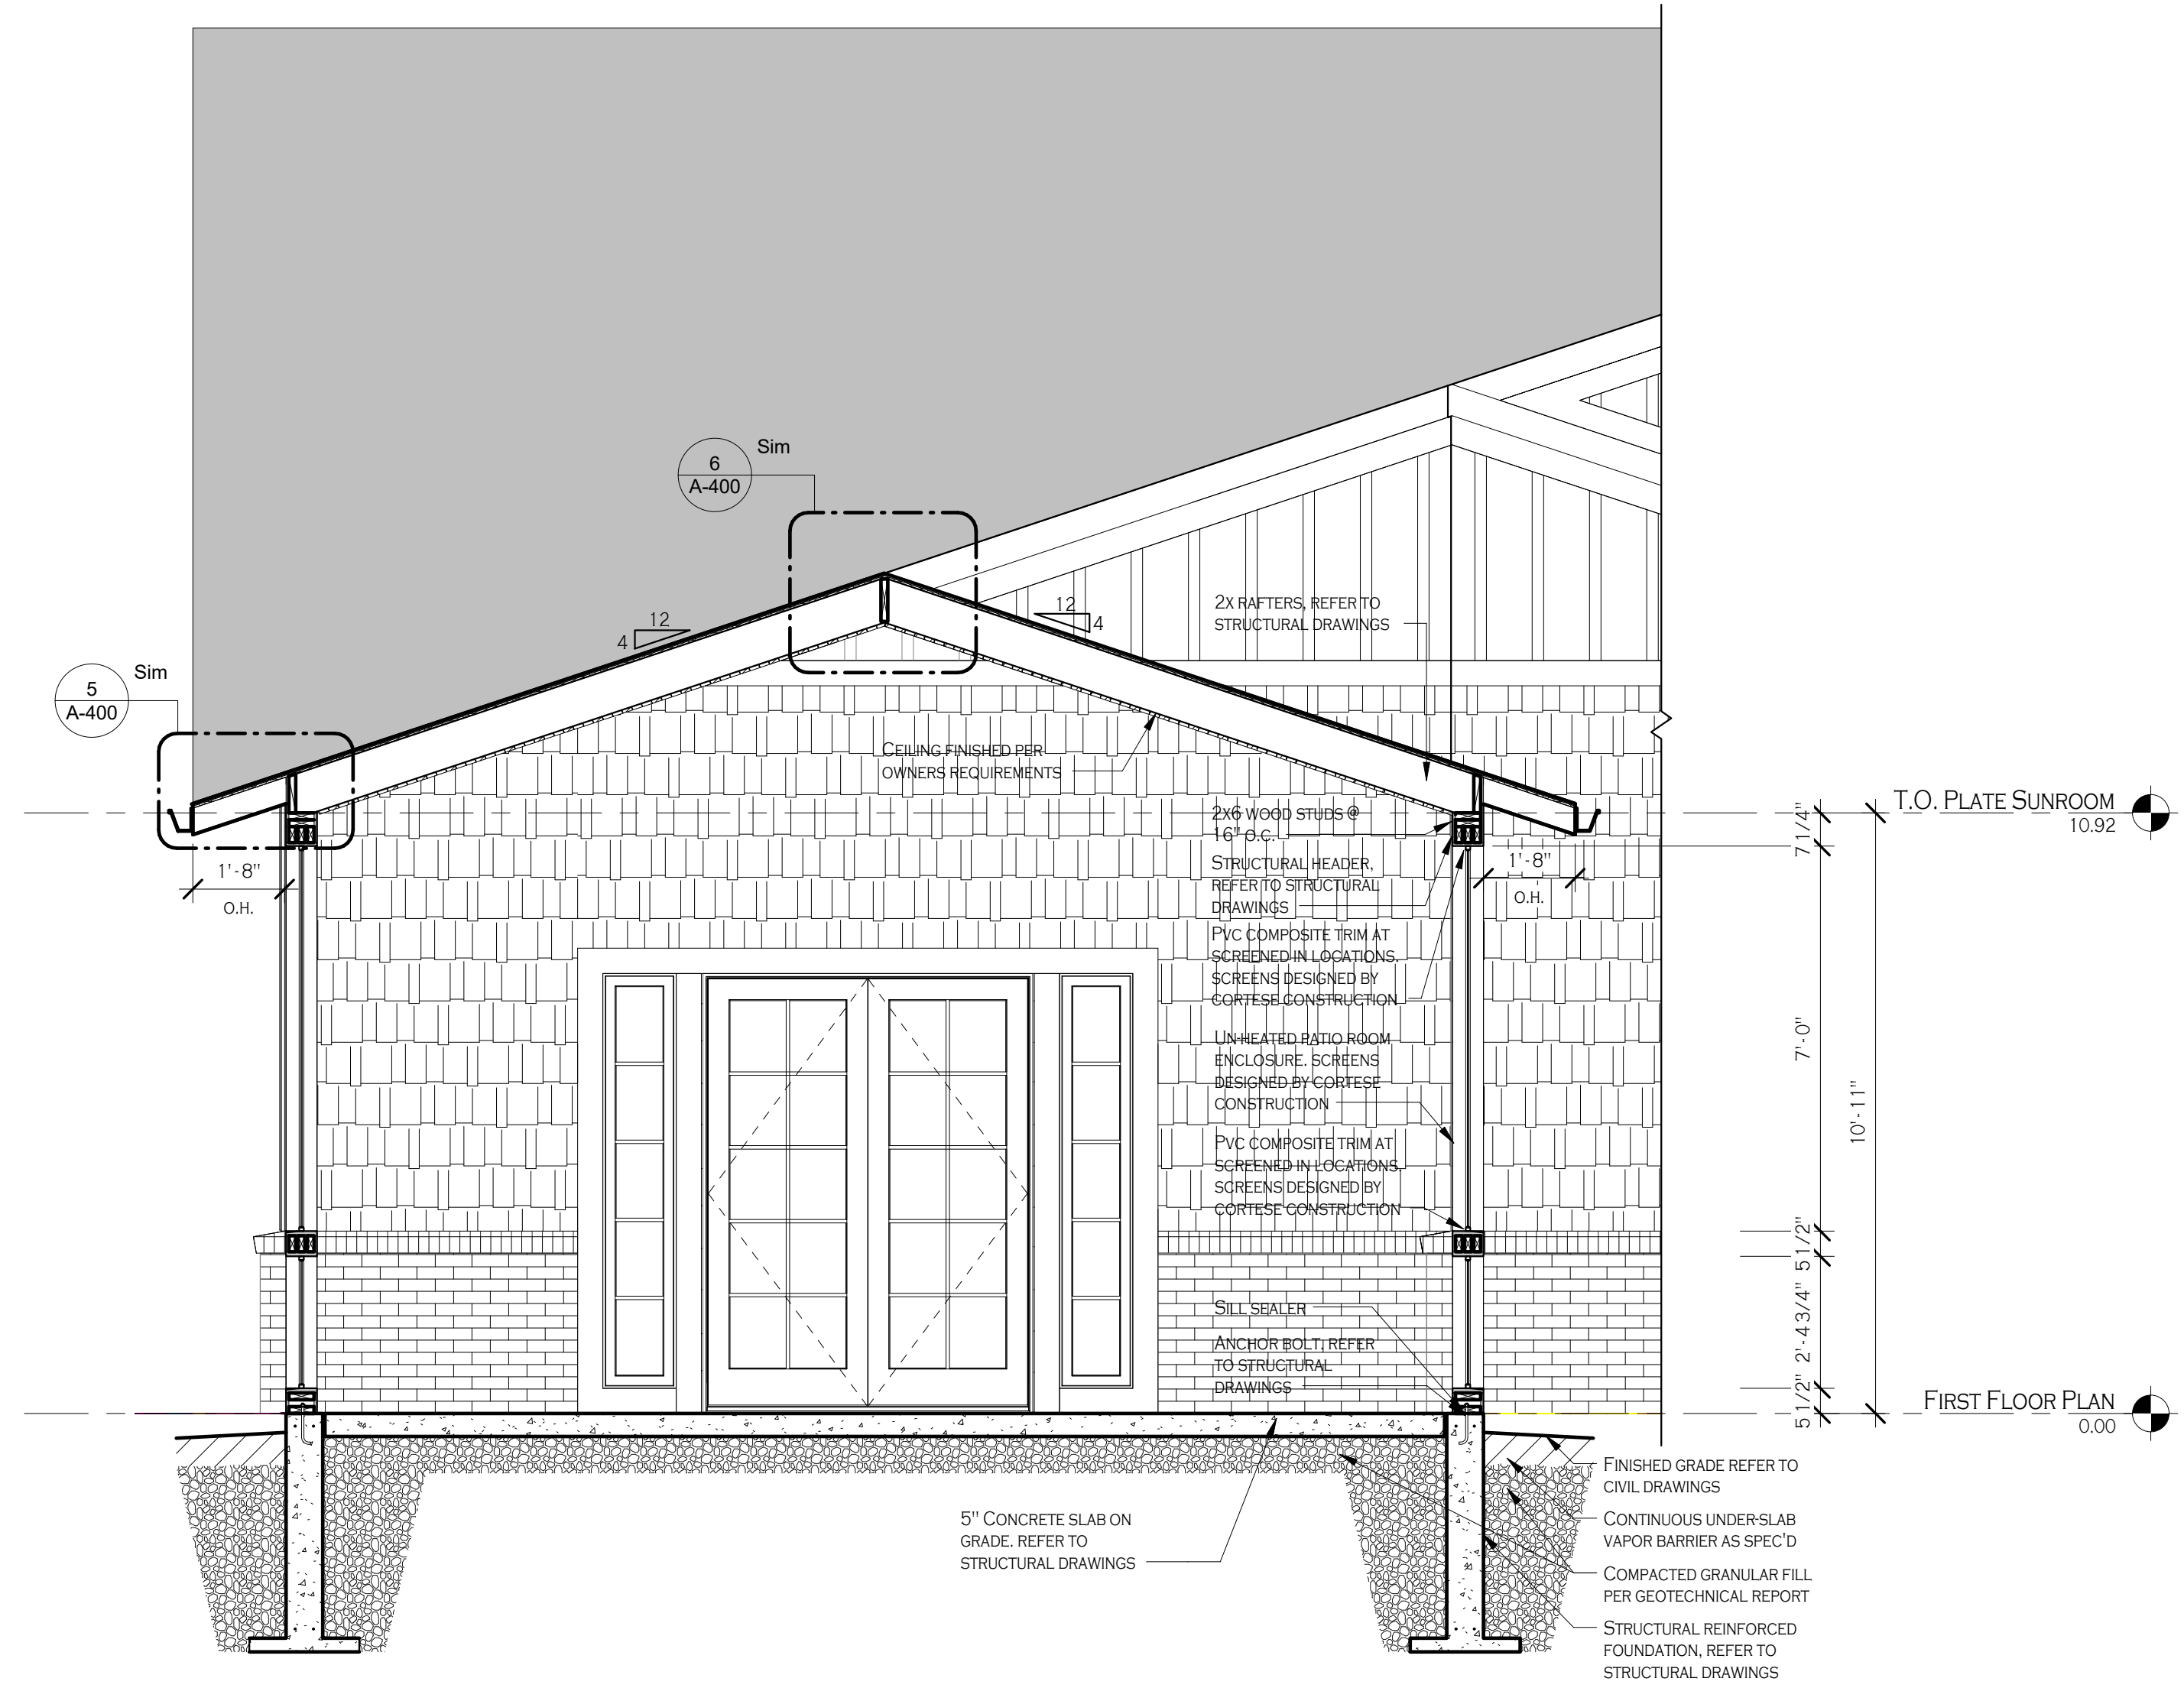 6
A-400
Sim
12
4
12
4
2X RAFTERS, REFER TO
STRUCTURAL DRAWINGS
5
A-400
Sim
CEILING FINISHED PER
OWNERS REQUIREMENTS
T.O. PLATE SUNROOM
10.92
2X6 WOOD STUDS @
16" O.C.
STRUCTURAL HEADER,
REFER TO STRUCTURAL
DRAWINGS
1'-8"
O.H.
1'-8"
O.H.
PVC COMPOSITE TRIM AT
SCREENED IN LOCATIONS.
SCREENS DESIGNED BY
CORTESE CONSTRUCTION
UN-HEATED PATIO ROOM
ENCLOSURE. SCREENS
DESIGNED BY CORTESE
CONSTRUCTION
PVC COMPOSITE TRIM AT
SCREENED IN LOCATIONS.
SCREENS DESIGNED BY
CORTESE CONSTRUCTION
7 1/4"
7'-0"
5 1/2"
2'-4 3/4"
5 1/2"
10'-11"
SILL SEALER
ANCHOR BOLT, REFER
TO STRUCTURAL
DRAWINGS
FIRST FLOOR PLAN
0.00
5" CONCRETE SLAB ON
GRADE. REFER TO
STRUCTURAL DRAWINGS
FINISHED GRADE REFER TO
CIVIL DRAWINGS
CONTINUOUS UNDER-SLAB
VAPOR BARRIER AS SPEC'D
COMPACTED GRANULAR FILL
PER GEOTECHNICAL REPORT
STRUCTURAL REINFORCED
FOUNDATION, REFER TO
STRUCTURAL DRAWINGS